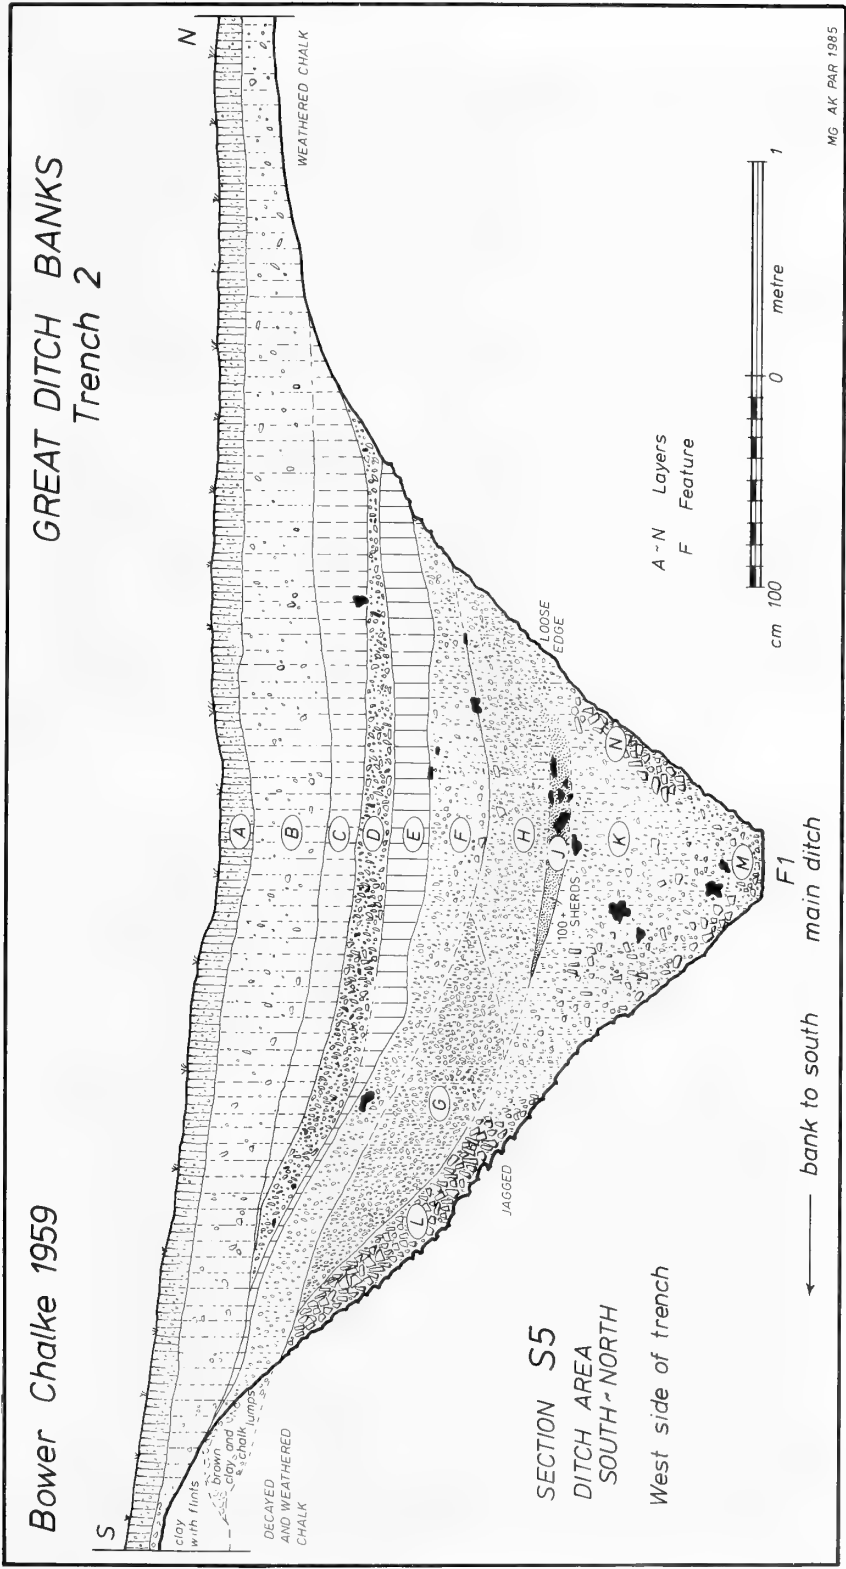 Bower Chalke 1959
GREAT DITCH BANKS
Trench 2
S
N
clay
with flints
brown
clay and
chalk
lumps
DECAYED
AND WEATHERED
CHALK
WEATHERED CHALK
A
B
C
D
E
F
G
H
J
100+
SHERDS
K
L
M
N
JAGGED
LOOSE
EDGE
SECTION S5
DITCH AREA
SOUTH~NORTH
West side of trench
A~N Layers
F Feature
F1
bank to south
main ditch
cm 100
0
metre
1
MG AK PAR 1985